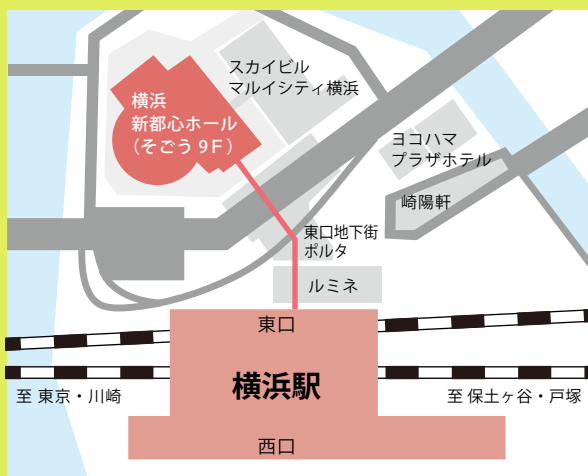 スカイビル
マルイシティ横浜
横浜
新都心ホール
（そごう9F）
ヨコハマ
プラザホテル
崎陽軒
東口地下街
ポルタ
ルミネ
東口
横浜駅
至 東京・川崎
至 保土ヶ谷・戸塚
西口